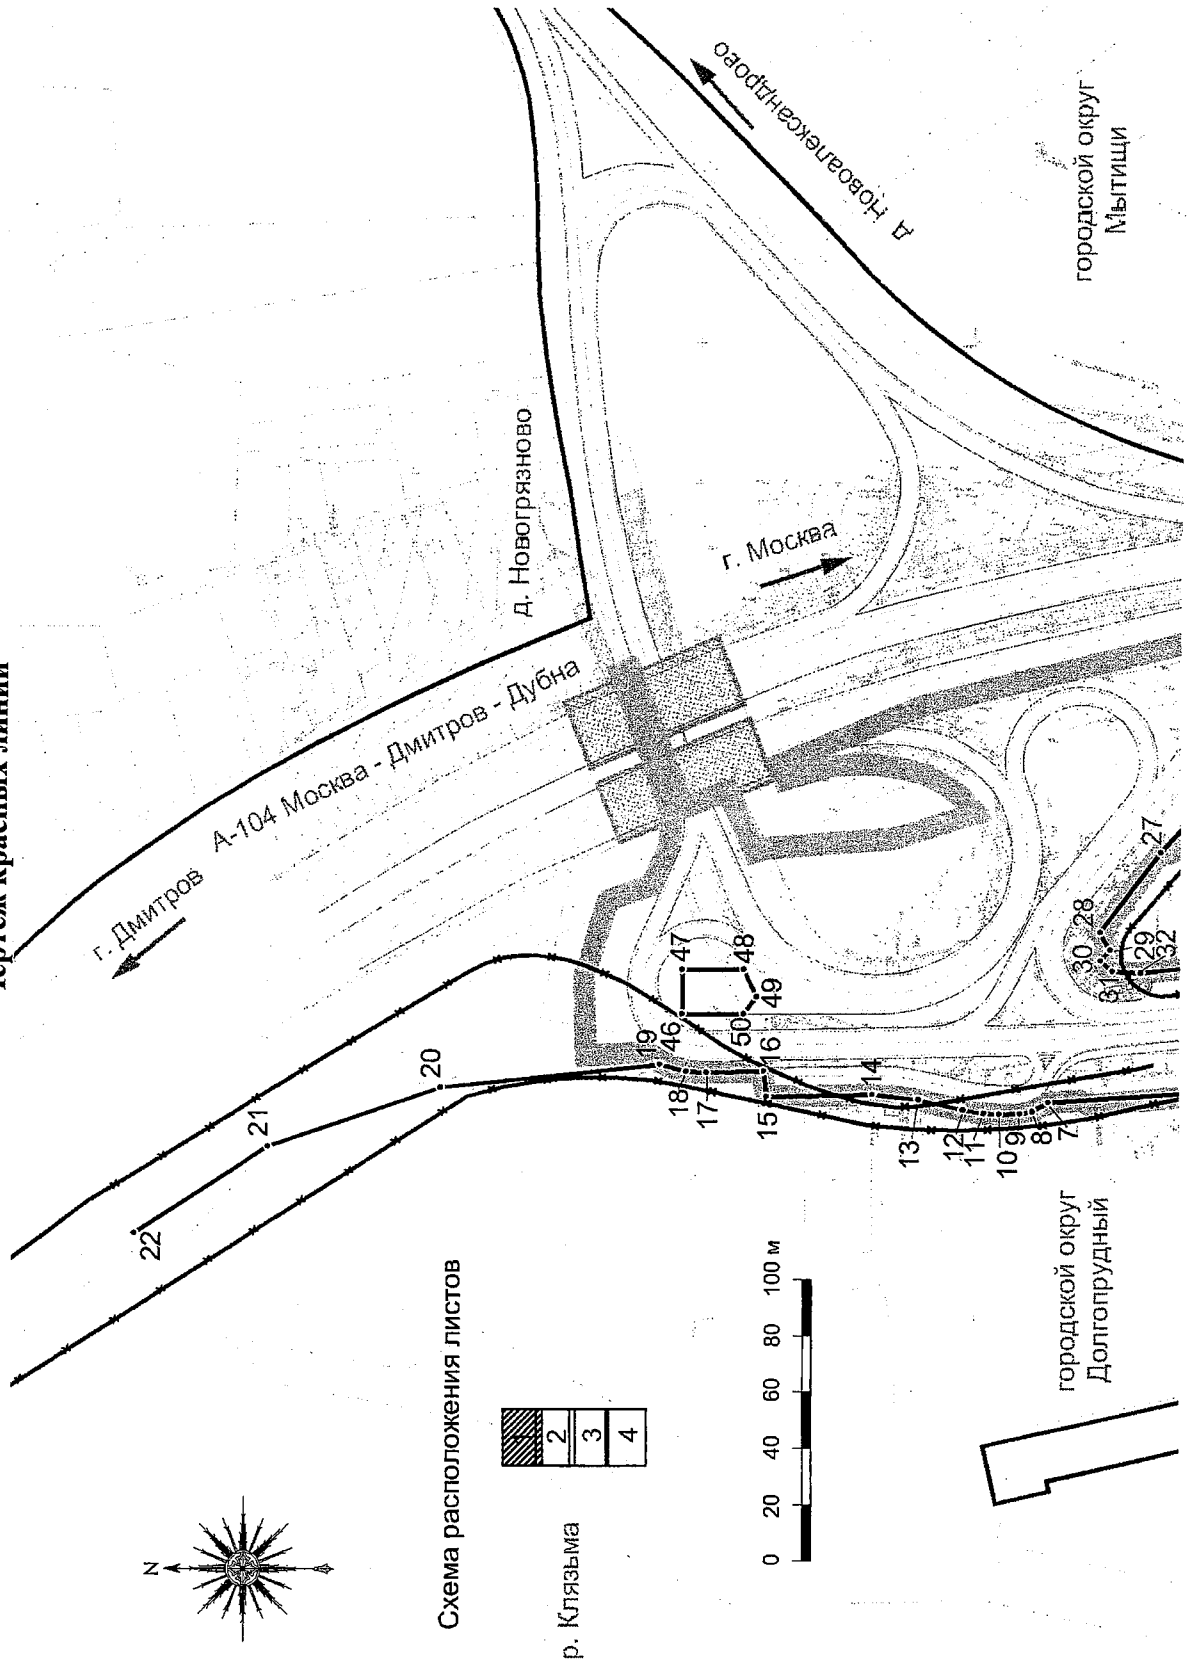 Чертеж красных линий
N
г. Дмитров
А-104 Москва - Дмитров - Дубна
д. Новогрязново
г. Москва
д Новоалександрово
городской округ
Мытищи
городской округ
Долгопрудный
Схема расположения листов
1
2
3
4
р. Клязьма
0 20 40 60 80 100 м
22
21
20
19
18
17
16
15
14
13
12
11
10
9
8
7
46
47
48
49
50
27
28
29
30
31
32